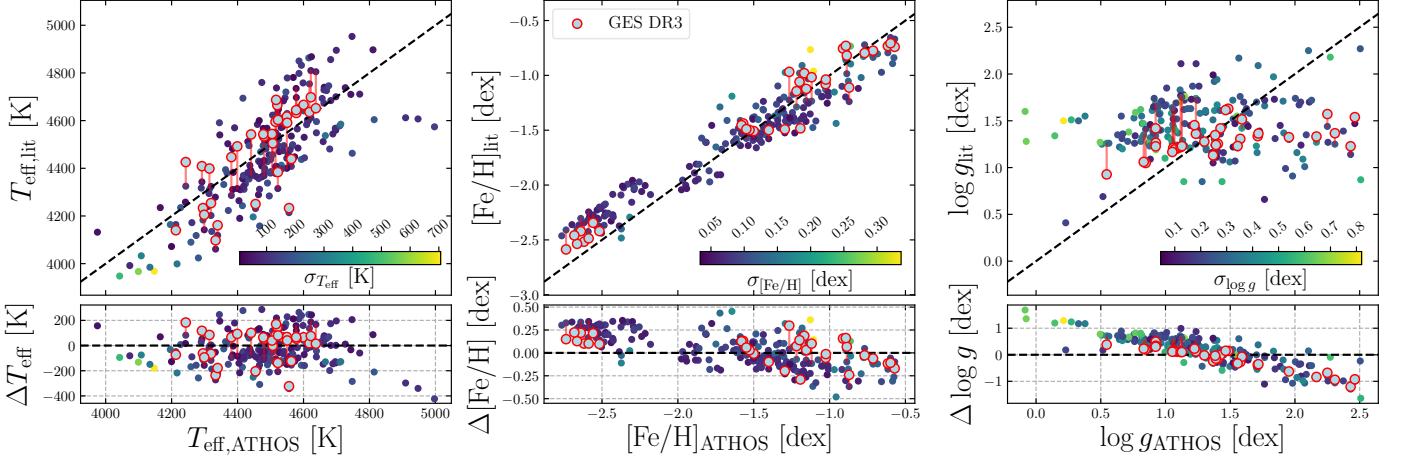 5000
4800
4600
4400
4200
4000
T_eff,lit [K]
100 200 300 400 500 600 700
σ_T_eff [K]
200
0
−200
−400
ΔT_eff [K]
4000 4200 4400 4600 4800 5000
T_eff,ATHOS [K]
GES DR3
−0.5
−1.0
−1.5
−2.0
−2.5
−3.0
[Fe/H]_lit [dex]
0.05 0.10 0.15 0.20 0.25 0.30
σ_[Fe/H] [dex]
0.50
0.25
0.00
−0.25
−0.50
Δ[Fe/H] [dex]
−2.5 −2.0 −1.5 −1.0 −0.5
[Fe/H]_ATHOS [dex]
2.5
2.0
1.5
1.0
0.5
0.0
log g_lit [dex]
0.1 0.2 0.3 0.4 0.5 0.6 0.7 0.8
σ_log g [dex]
1
0
−1
Δ log g [dex]
0.0 0.5 1.0 1.5 2.0 2.5
log g_ATHOS [dex]